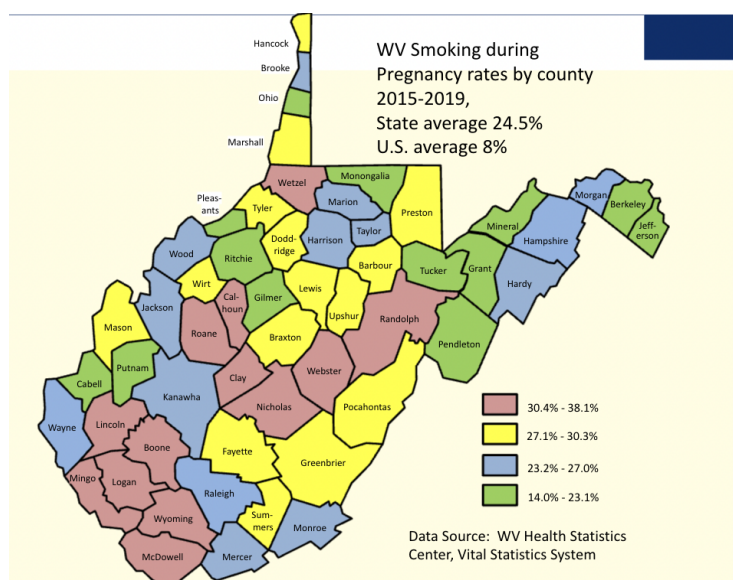 WV Smoking during
Pregnancy rates by county
2015-2019,
State average 24.5%
U.S. average 8%
Hancock
Brooke
Ohio
Marshall
Wetzel
Monongalia
Marion
Pleas-
ants
Tyler
Preston
Morgan
Berkeley
Jeff-
erson
Mineral
Hampshire
Taylor
Harrison
Dodd-
ridge
Wood
Ritchie
Barbour
Tucker
Grant
Hardy
Wirt
Cal-
houn
Gilmer
Lewis
Upshur
Jackson
Mason
Roane
Braxton
Randolph
Pendleton
Putnam
Cabell
Clay
Webster
Kanawha
Nicholas
Pocahontas
Wayne
Lincoln
Boone
Fayette
Greenbrier
Mingo
Logan
Raleigh
Sum-
mers
Wyoming
Monroe
McDowell
Mercer
30.4% - 38.1%
27.1% - 30.3%
23.2% - 27.0%
14.0% - 23.1%
Data Source:  WV Health Statistics
Center, Vital Statistics System